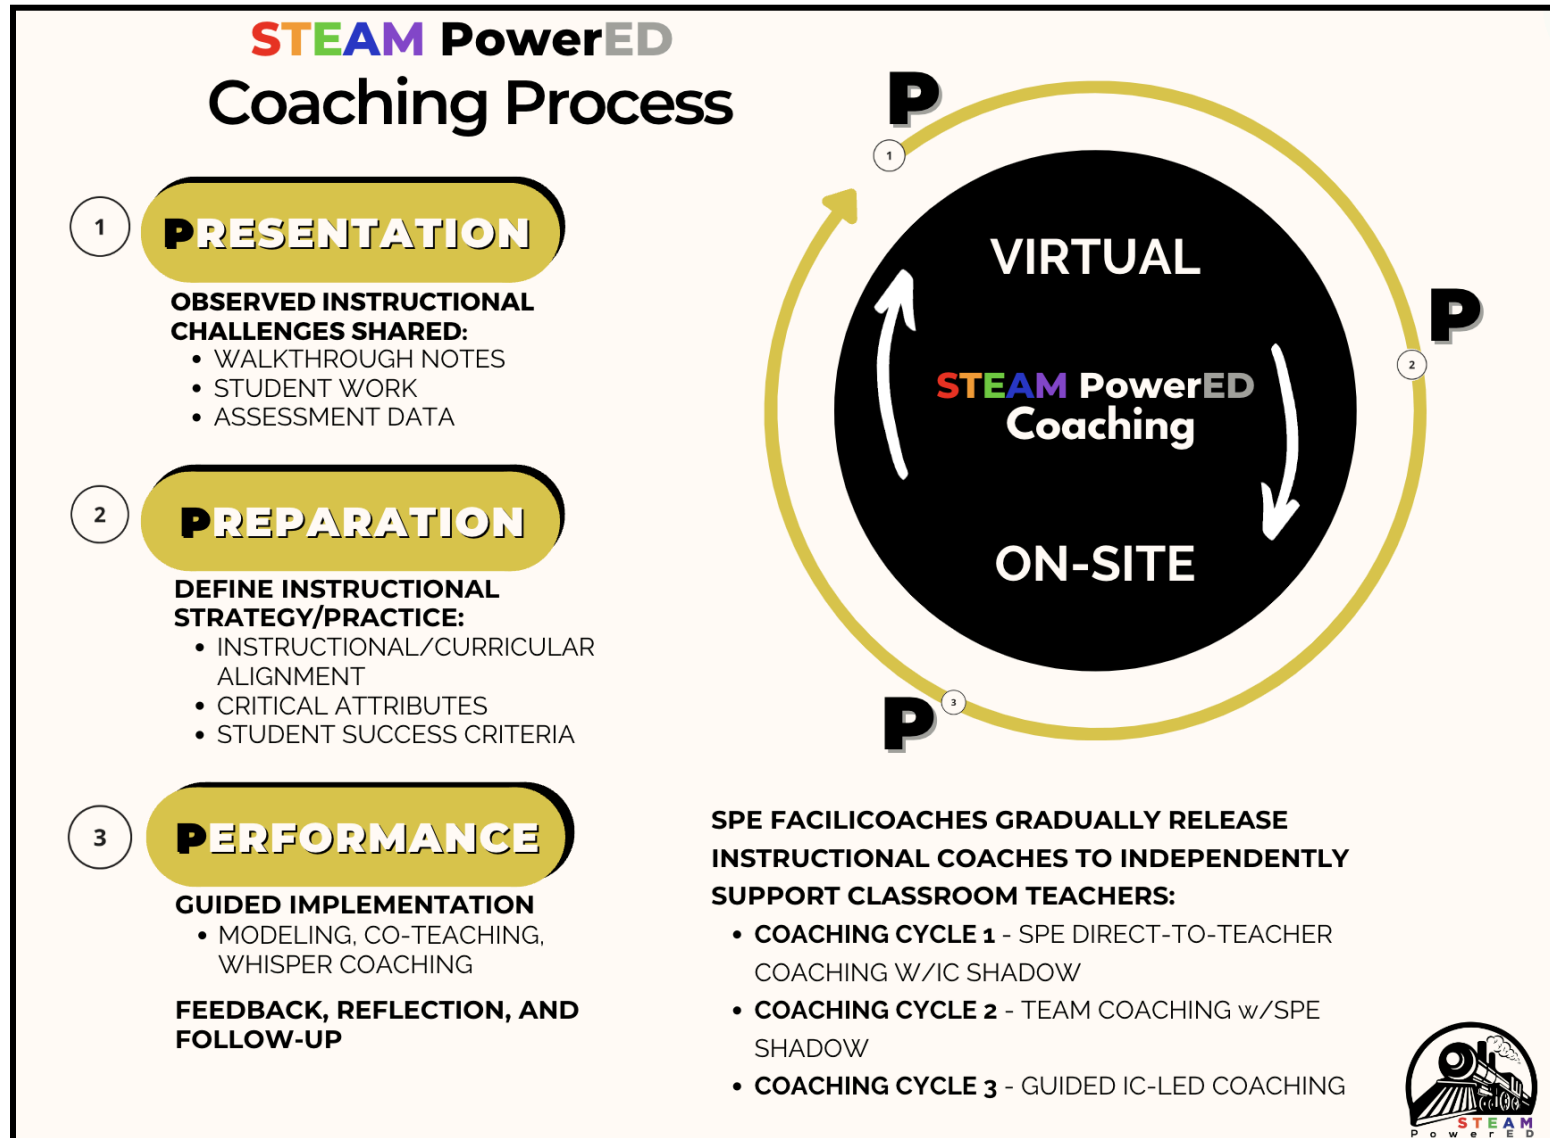 STEAM PowerED
Coaching Process
1
PRESENTATION
OBSERVED INSTRUCTIONAL
CHALLENGES SHARED:
• WALKTHROUGH NOTES
• STUDENT WORK
• ASSESSMENT DATA
2
PREPARATION
DEFINE INSTRUCTIONAL
STRATEGY/PRACTICE:
• INSTRUCTIONAL/CURRICULAR
ALIGNMENT
• CRITICAL ATTRIBUTES
• STUDENT SUCCESS CRITERIA
3
PERFORMANCE
GUIDED IMPLEMENTATION
• MODELING, CO-TEACHING,
WHISPER COACHING
FEEDBACK, REFLECTION, AND
FOLLOW-UP
P
1
P
2
P
3
VIRTUAL
STEAM PowerED
Coaching
ON-SITE
SPE FACILICOACHES GRADUALLY RELEASE
INSTRUCTIONAL COACHES TO INDEPENDENTLY
SUPPORT CLASSROOM TEACHERS:
• COACHING CYCLE 1 - SPE DIRECT-TO-TEACHER
COACHING W/IC SHADOW
• COACHING CYCLE 2 - TEAM COACHING w/SPE
SHADOW
• COACHING CYCLE 3 - GUIDED IC-LED COACHING
STEAM
PowerED